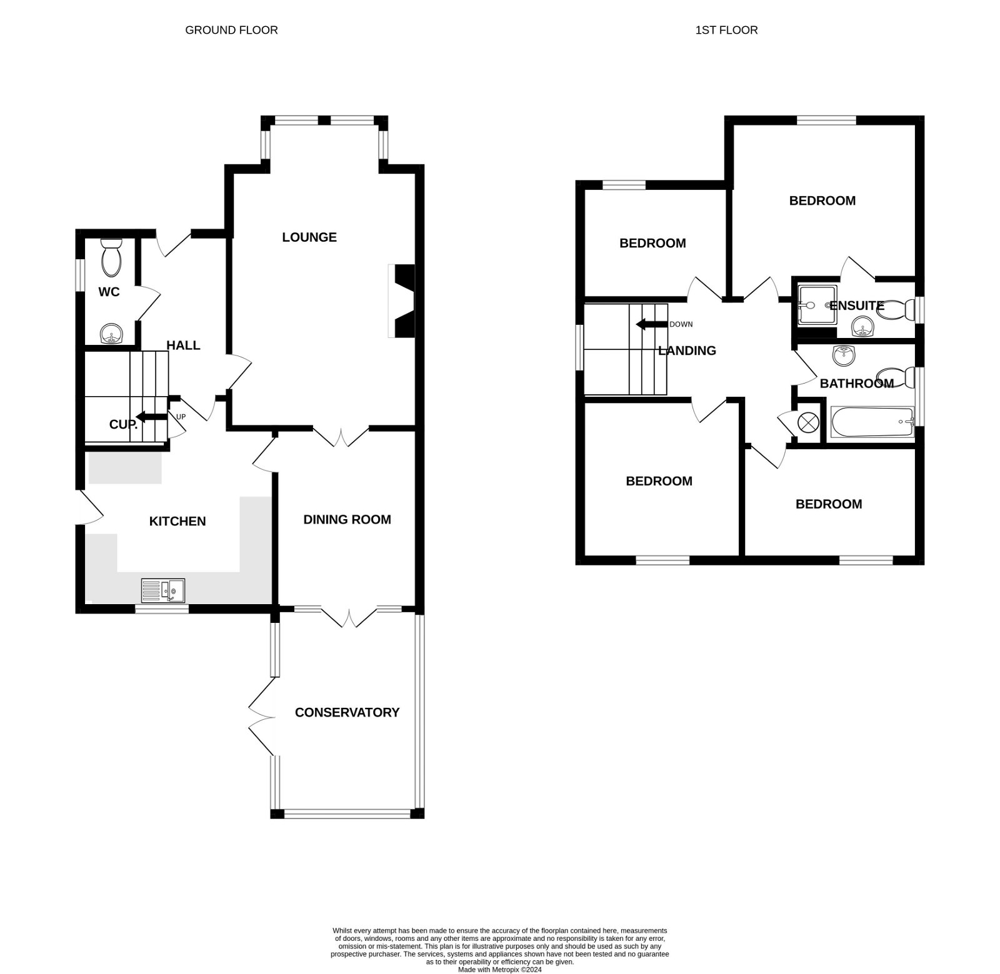 GROUND FLOOR
LOUNGE
WC
HALL
UP
CUP.
KITCHEN
DINING ROOM
CONSERVATORY
1ST FLOOR
BEDROOM
BEDROOM
ENSUITE
DOWN
LANDING
BATHROOM
BEDROOM
BEDROOM
Whilst every attempt has been made to ensure the accuracy of the floorplan contained here, measurements
of doors, windows, rooms and any other items are approximate and no responsibility is taken for any error,
omission or mis-statement. This plan is for illustrative purposes only and should be used as such by any
prospective purchaser. The services, systems and appliances shown have not been tested and no guarantee
as to their operability or efficiency can be given.
Made with Metropix ©2024